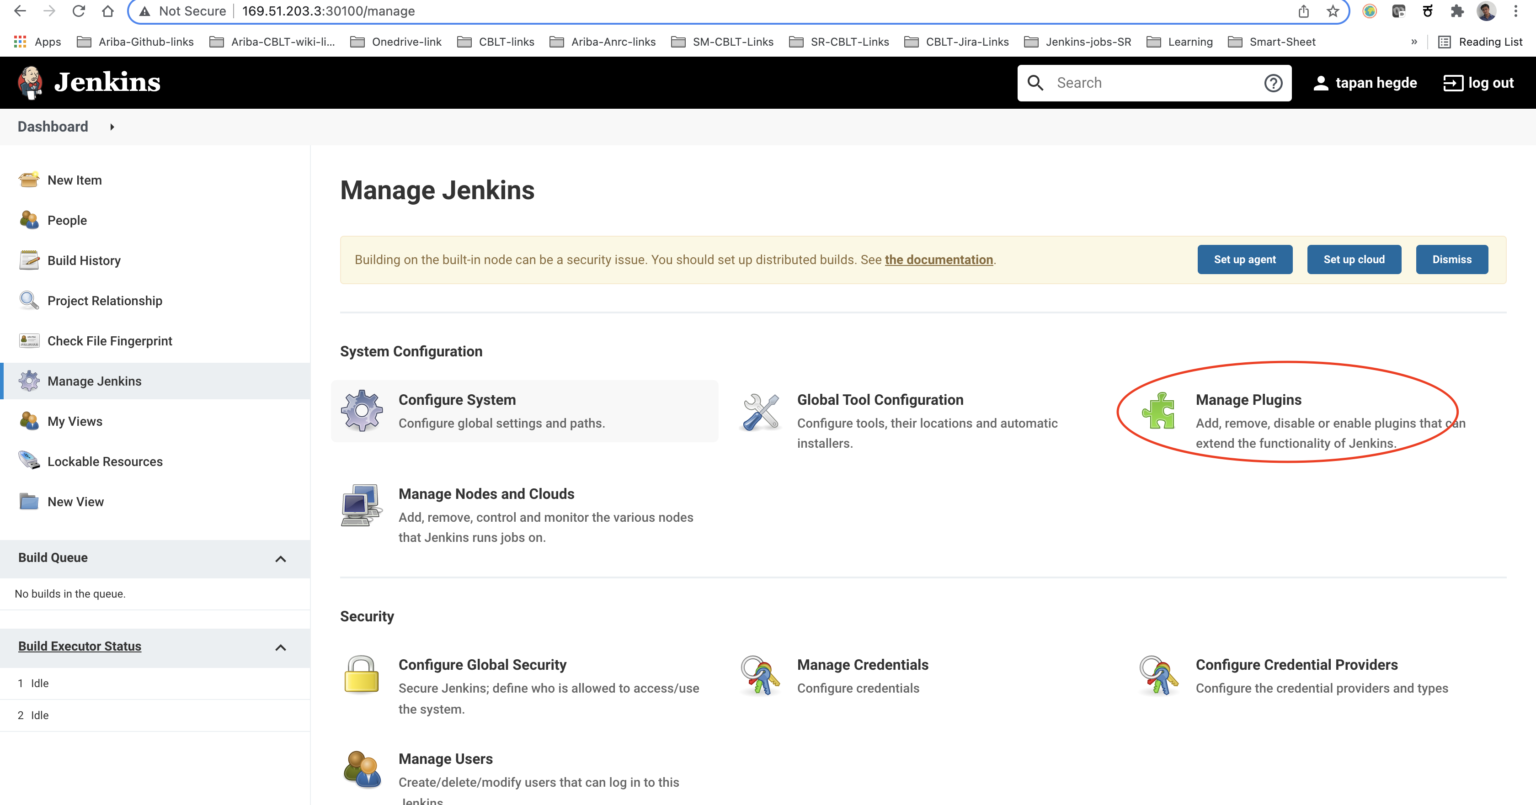 Not Secure 169.51.203.3:30100/manage
Apps Ariba-Github-links Ariba-CBLT-wiki-li... Onedrive-link CBLT-links Ariba-Anrc-links SM-CBLT-Links SR-CBLT-Links CBLT-Jira-Links Jenkins-jobs-SR Learning Smart-Sheet » Reading List
Jenkins
Search
tapan hegde
log out
Dashboard
New Item
People
Build History
Project Relationship
Check File Fingerprint
Manage Jenkins
My Views
Lockable Resources
New View
Build Queue
No builds in the queue.
Build Executor Status
1 Idle
2 Idle
Manage Jenkins
Building on the built-in node can be a security issue. You should set up distributed builds. See the documentation.
Set up agent
Set up cloud
Dismiss
System Configuration
Configure System
Configure global settings and paths.
Global Tool Configuration
Configure tools, their locations and automatic
installers.
Manage Plugins
Add, remove, disable or enable plugins that can
extend the functionality of Jenkins.
Manage Nodes and Clouds
Add, remove, control and monitor the various nodes
that Jenkins runs jobs on.
Security
Configure Global Security
Secure Jenkins; define who is allowed to access/use
the system.
Manage Credentials
Configure credentials
Configure Credential Providers
Configure the credential providers and types
Manage Users
Create/delete/modify users that can log in to this
Jenkins